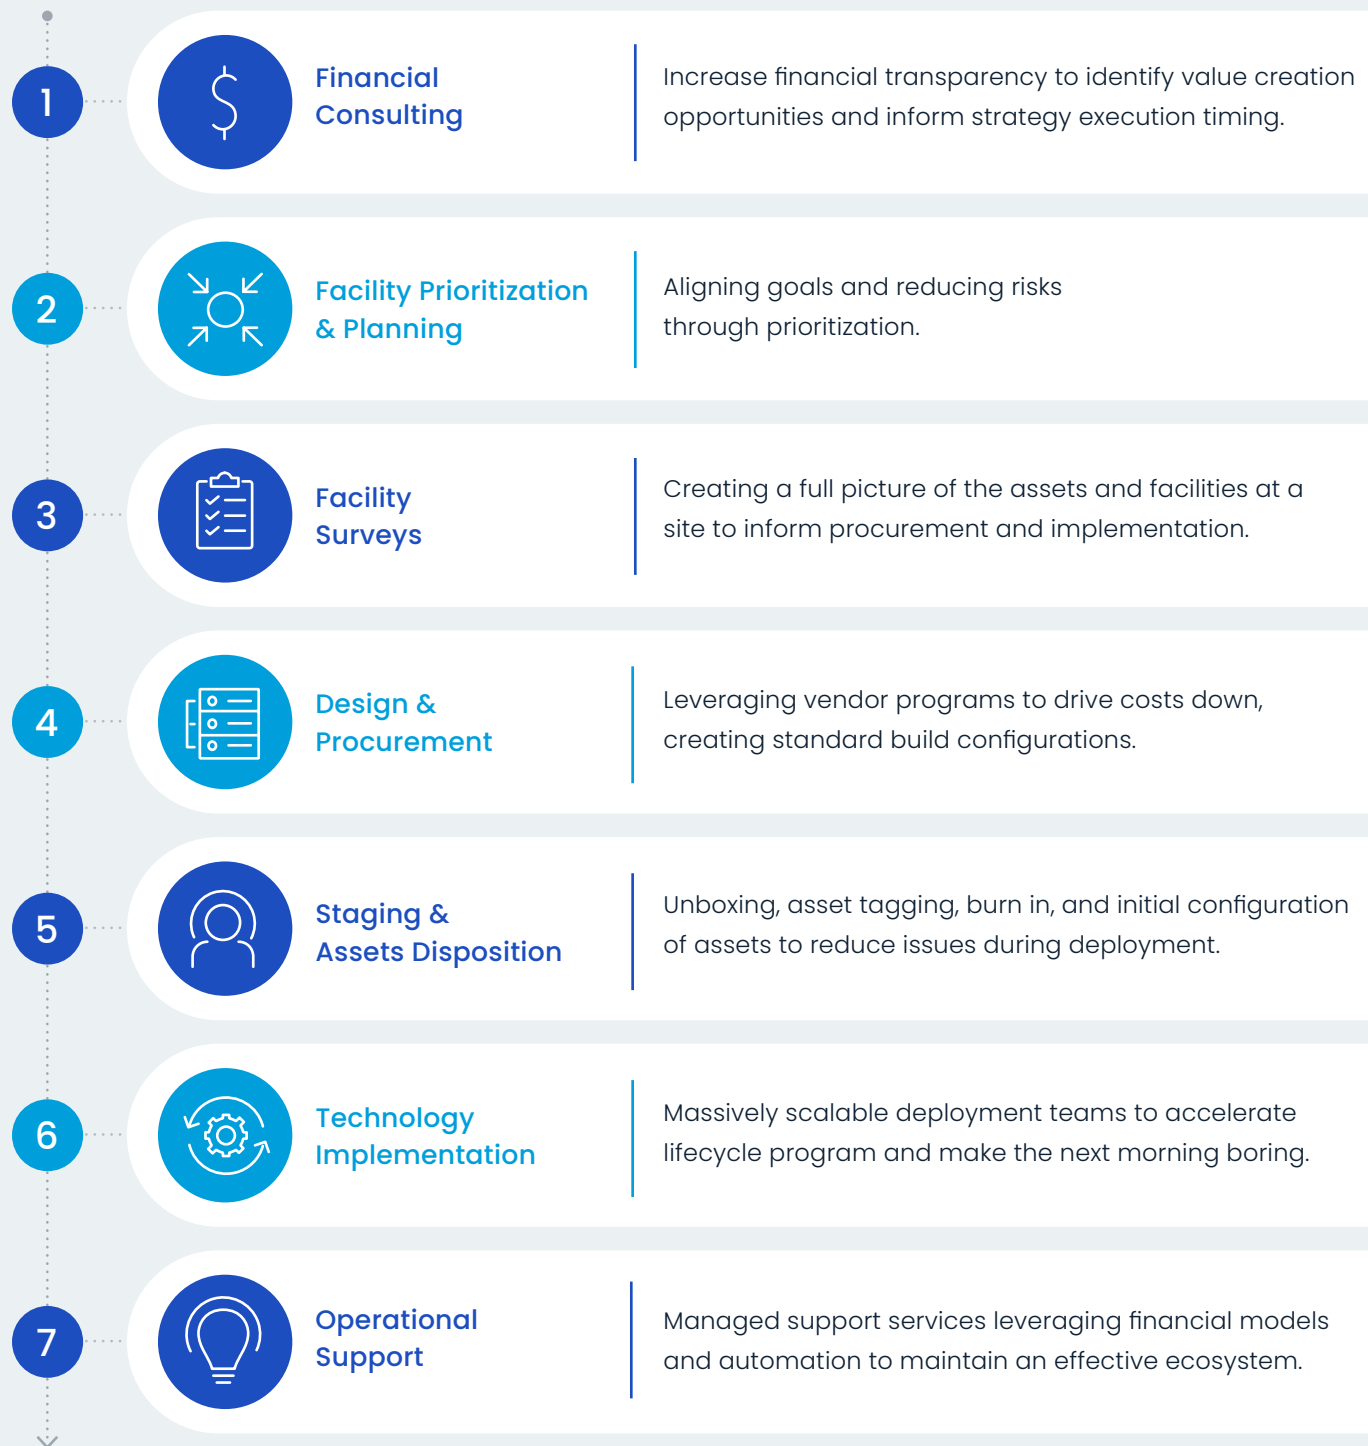 1
Financial
Consulting
Increase financial transparency to identify value creation
opportunities and inform strategy execution timing.
2
Facility Prioritization
& Planning
Aligning goals and reducing risks
through prioritization.
3
Facility
Surveys
Creating a full picture of the assets and facilities at a
site to inform procurement and implementation.
4
Design &
Procurement
Leveraging vendor programs to drive costs down,
creating standard build configurations.
5
Staging &
Assets Disposition
Unboxing, asset tagging, burn in, and initial configuration
of assets to reduce issues during deployment.
6
Technology
Implementation
Massively scalable deployment teams to accelerate
lifecycle program and make the next morning boring.
7
Operational
Support
Managed support services leveraging financial models
and automation to maintain an effective ecosystem.